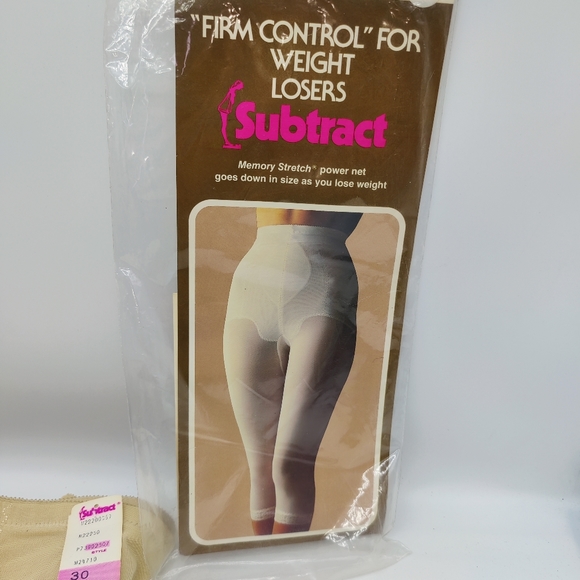 "FIRM CONTROL" FOR
WEIGHT
LOSERS
Subtract
Memory Stretch® power net
goes down in size as you lose weight
Subtract
STYLE
30